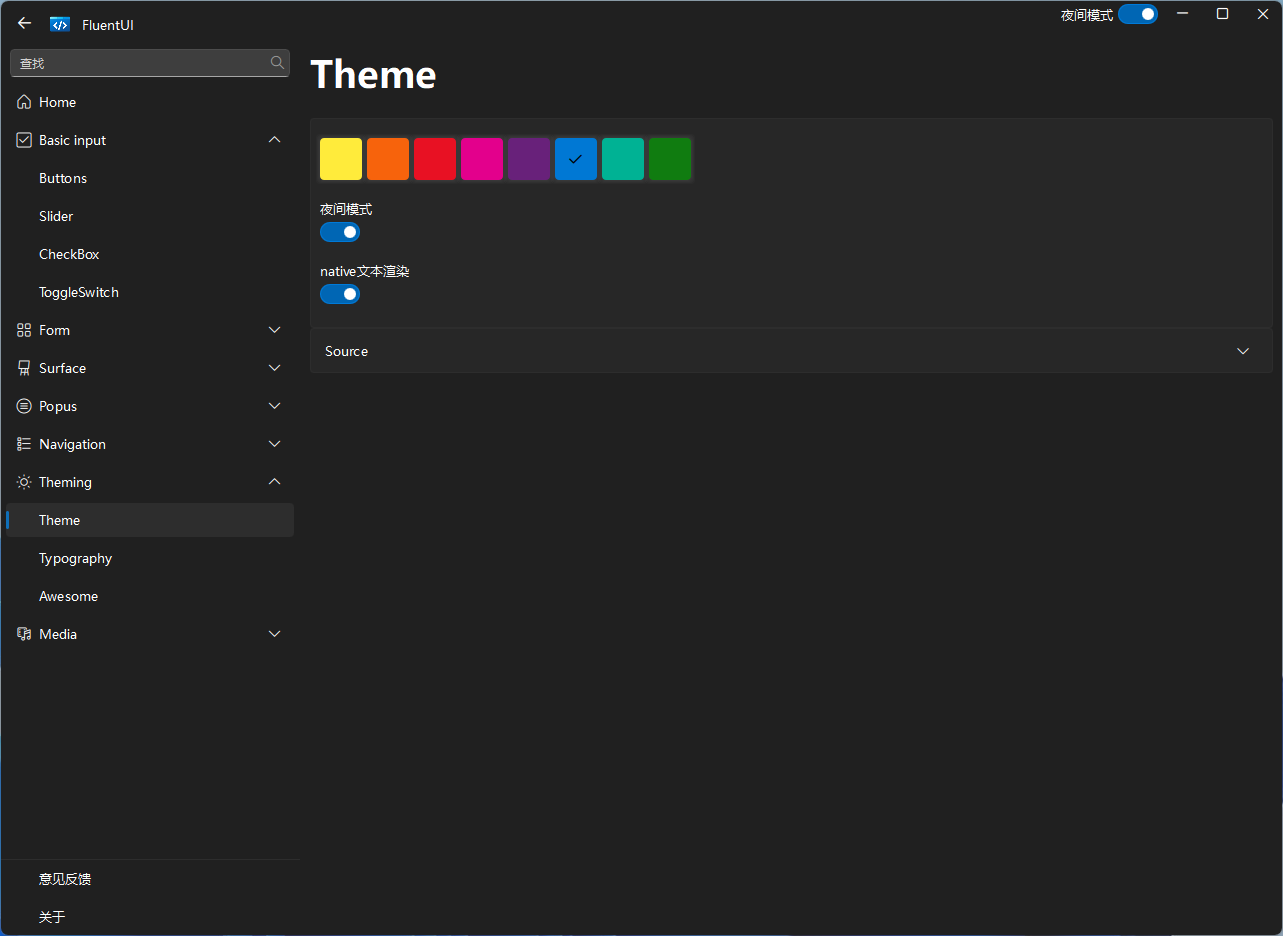 FluentUI
夜间模式
查找
Home
Basic input
Buttons
Slider
CheckBox
ToggleSwitch
Form
Surface
Popus
Navigation
Theming
Theme
Typography
Awesome
Media
意见反馈
关于
Theme
夜间模式
native文本渲染
Source